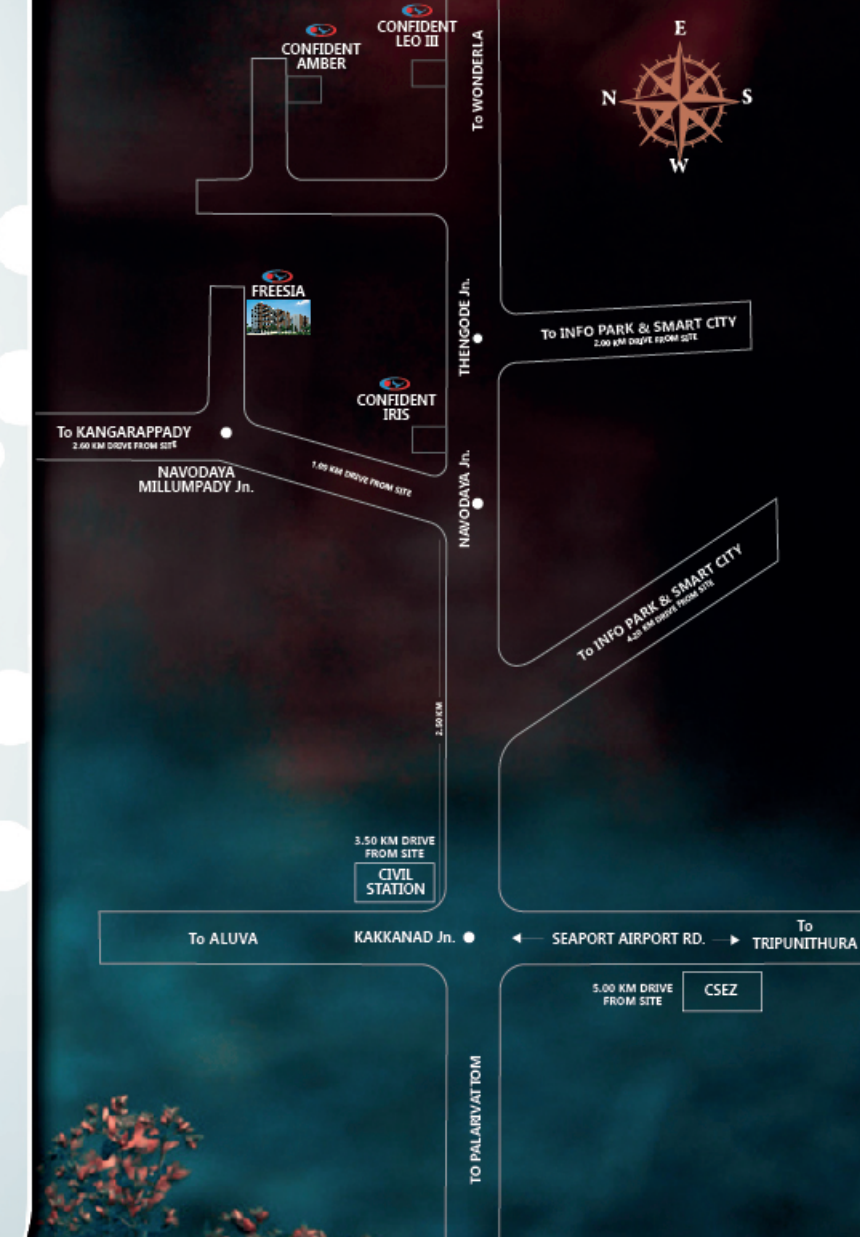 CONFIDENT
LEO III
CONFIDENT
AMBER
To WONDERLA
E
N
S
W
FREESIA
THENGODE Jn.
To INFO PARK & SMART CITY
2.00 KM DRIVE FROM SITE
CONFIDENT
IRIS
To KANGARAPPADY
2.60 KM DRIVE FROM SITE
NAVODAYA
MILLUMPADY Jn.
1.05 KM DRIVE FROM SITE
NAVODAYA Jn.
To INFO PARK & SMART CITY
4.20 KM DRIVE FROM SITE
2.50 KM
3.50 KM DRIVE
FROM SITE
CIVIL
STATION
To ALUVA
KAKKANAD Jn.
SEAPORT AIRPORT RD.
To
TRIPUNITHURA
5.00 KM DRIVE
FROM SITE
CSEZ
TO PALARIVATTOM